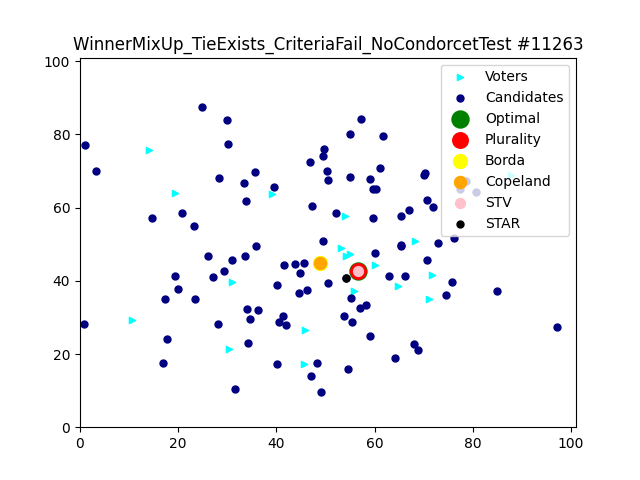 WinnerMixUp_TieExists_CriteriaFail_NoCondorcetTest #11263
100
80
60
40
20
0
0
20
40
60
80
100
Voters
Candidates
Optimal
Plurality
Borda
Copeland
STV
STAR